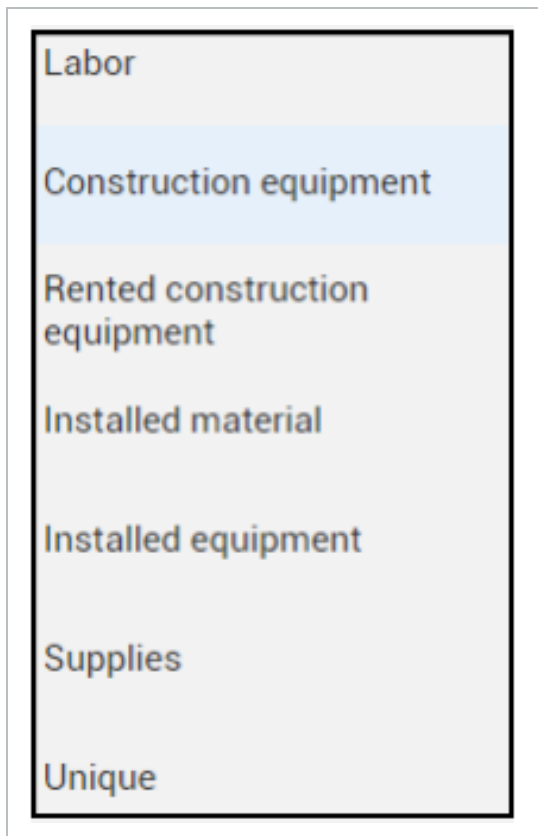 Labor
Construction equipment
Rented construction
equipment
Installed material
Installed equipment
Supplies
Unique